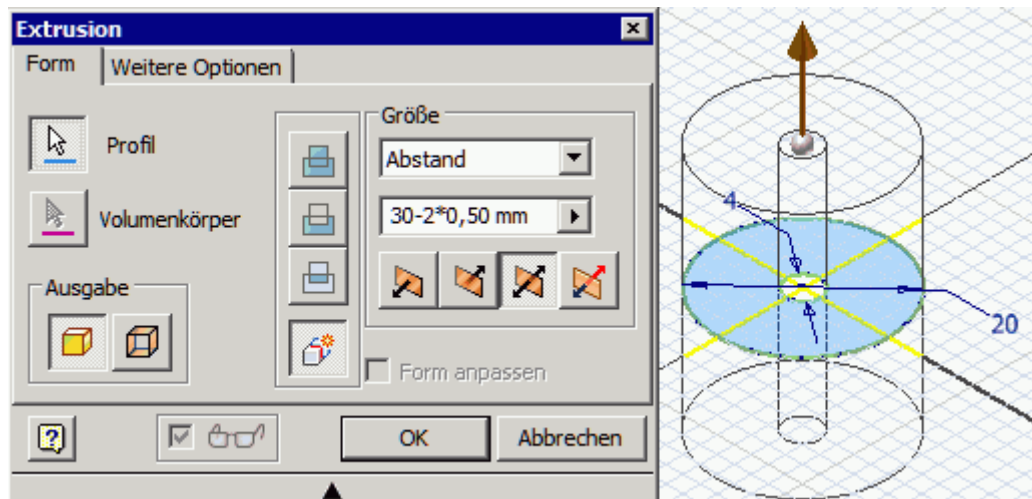 Extrusion
Form
Weitere Optionen
Profil
Volumenkörper
Ausgabe
Größe
Abstand
30-2*0,50 mm
Form anpassen
OK
Abbrechen
4
20